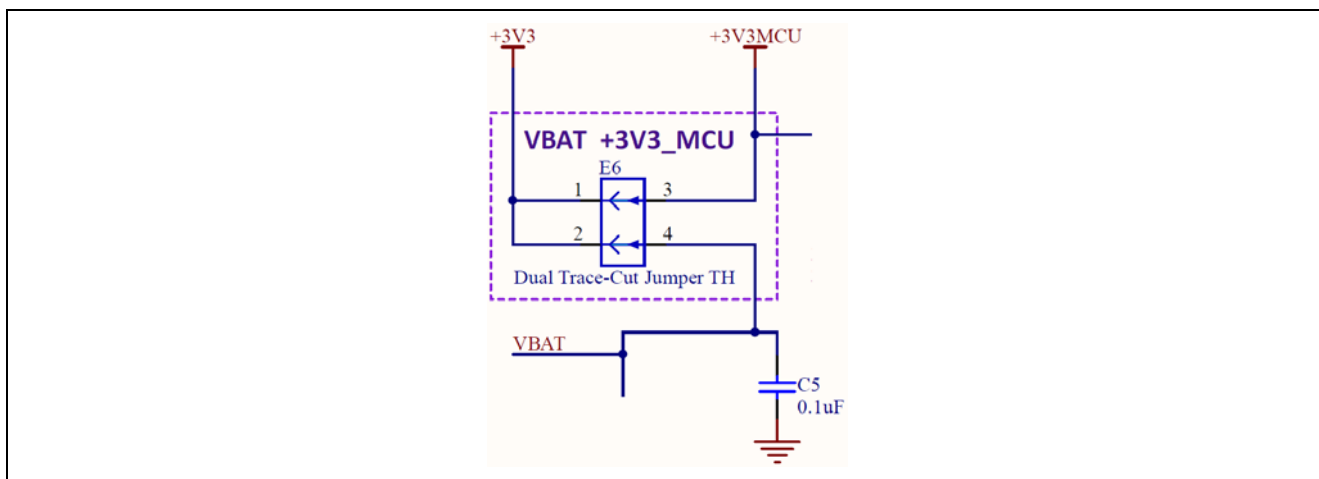 +3V3 +3V3MCU
VBAT +3V3_MCU
E6
1 3
2 4
Dual Trace-Cut Jumper TH
VBAT
C5
0.1uF